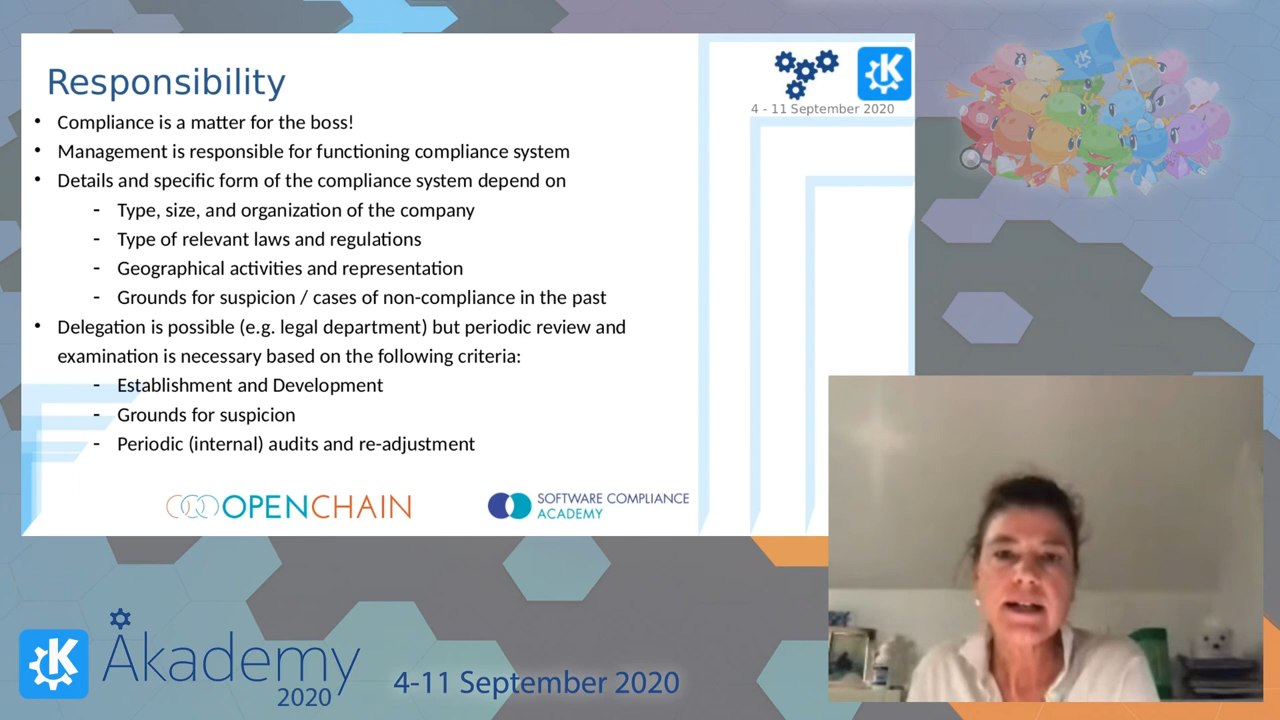 Responsibility
4 - 11 September 2020
• Compliance is a matter for the boss!
• Management is responsible for functioning compliance system
• Details and specific form of the compliance system depend on
- Type, size, and organization of the company
- Type of relevant laws and regulations
- Geographical activities and representation
- Grounds for suspicion / cases of non-compliance in the past
• Delegation is possible (e.g. legal department) but periodic review and
examination is necessary based on the following criteria:
- Establishment and Development
- Grounds for suspicion
- Periodic (internal) audits and re-adjustment
OPENCHAIN
SOFTWARE COMPLIANCE
ACADEMY
Akademy
2020
4-11 September 2020